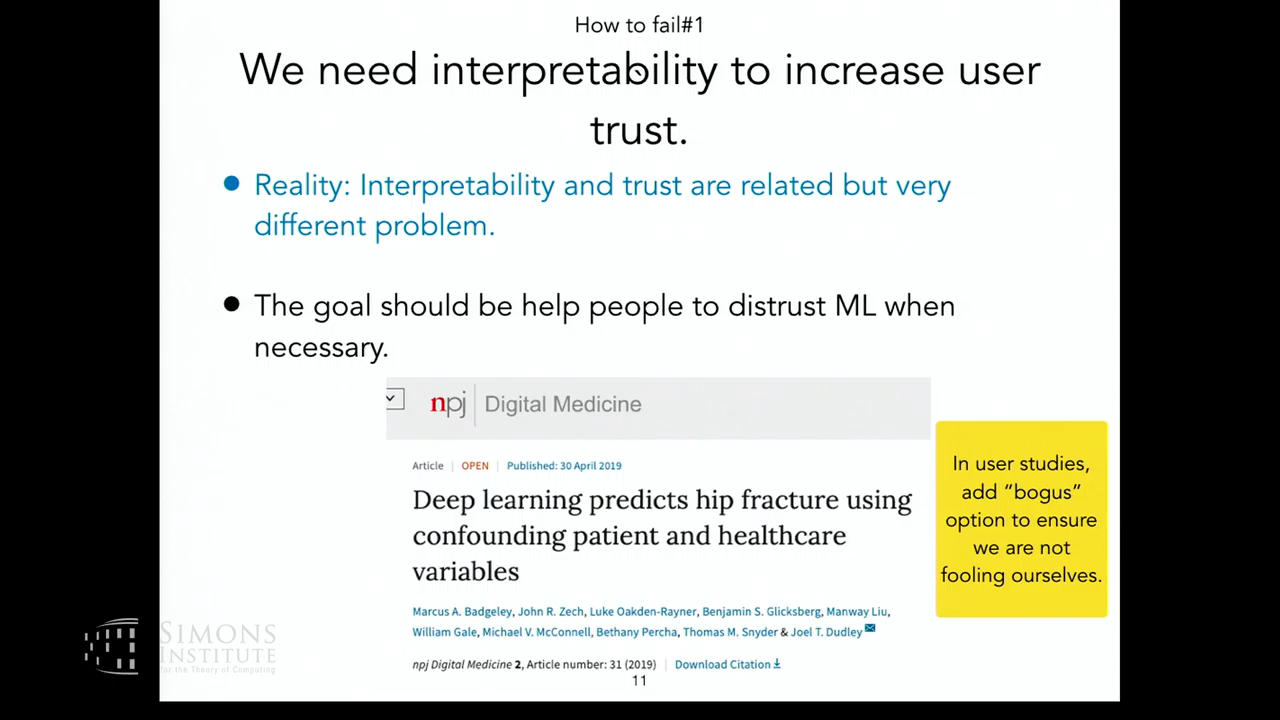 How to fail#1
We need interpretability to increase user
trust.
Reality: Interpretability and trust are related but very
different problem.
The goal should be help people to distrust ML when
necessary.
npj Digital Medicine
Article OPEN Published: 30 April 2019
Deep learning predicts hip fracture using
confounding patient and healthcare
variables
Marcus A. Badgeley, John R. Zech, Luke Oakden-Rayner, Benjamin S. Glicksberg, Manway Liu,
William Gale, Michael V. McConnell, Bethany Percha, Thomas M. Snyder & Joel T. Dudley
npj Digital Medicine 2, Article number: 31 (2019) Download Citation
In user studies,
add “bogus”
option to ensure
we are not
fooling ourselves.
SIMONS
INSTITUTE
for the Theory of Computing
11